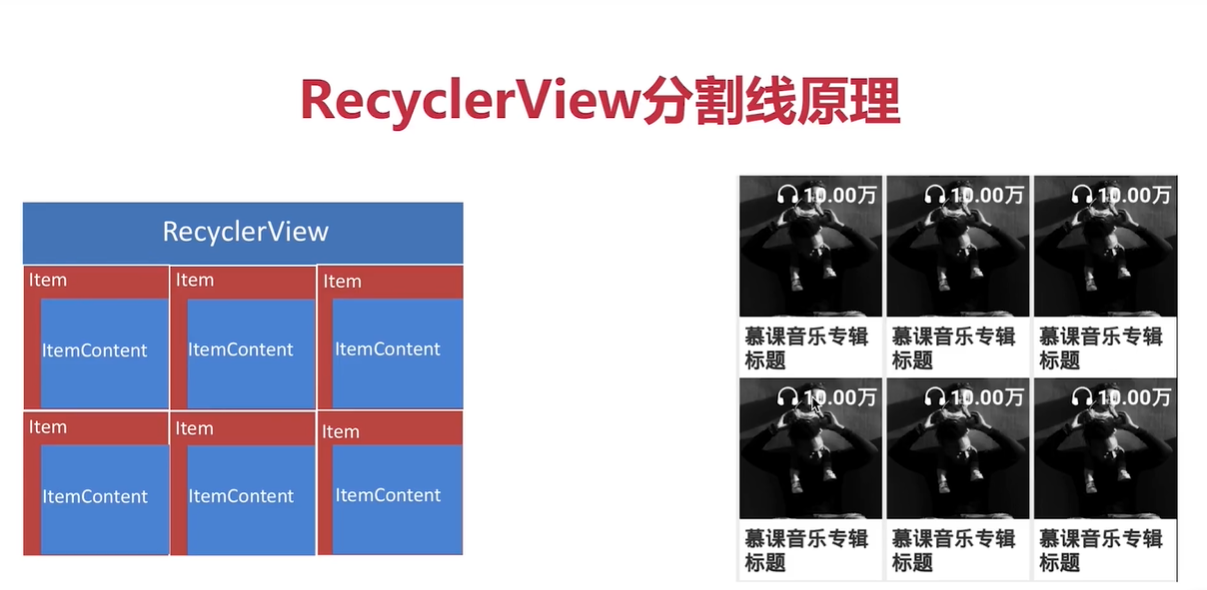 RecyclerView分割线原理
RecyclerView
Item
Item
Item
ItemContent
ItemContent
ItemContent
Item
Item
Item
ItemContent
ItemContent
ItemContent
10.00万
10.00万
10.00万
慕课音乐专辑
标题
慕课音乐专辑
标题
慕课音乐专辑
标题
10.00万
10.00万
10.00万
慕课音乐专辑
标题
慕课音乐专辑
标题
慕课音乐专辑
标题